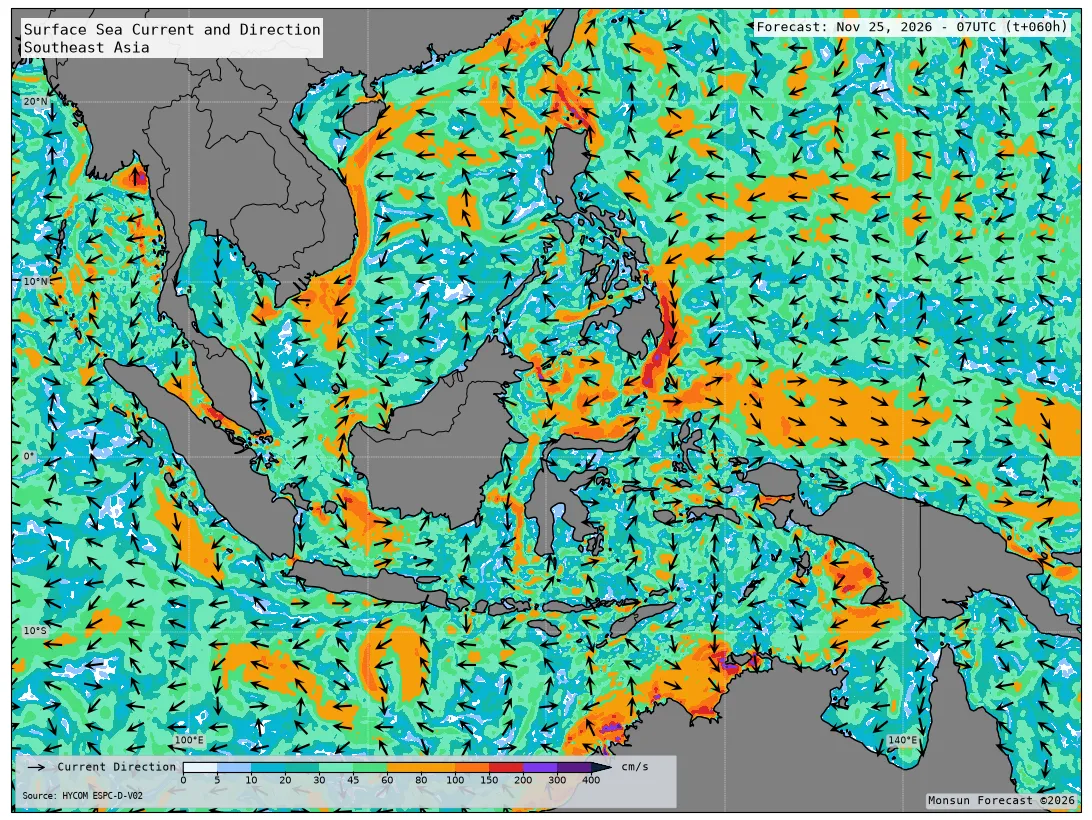 Surface Sea Current and Direction
Southeast Asia
Forecast: Nov 25, 2026 - 07UTC (t+060h)
20°N
10°N
0°
10°S
100°E
140°E
Current Direction
0 5 10 20 30 45 60 80 100 150 200 300 400
cm/s
Source: HYCOM ESPC-D-V02
Monsun Forecast ©2026